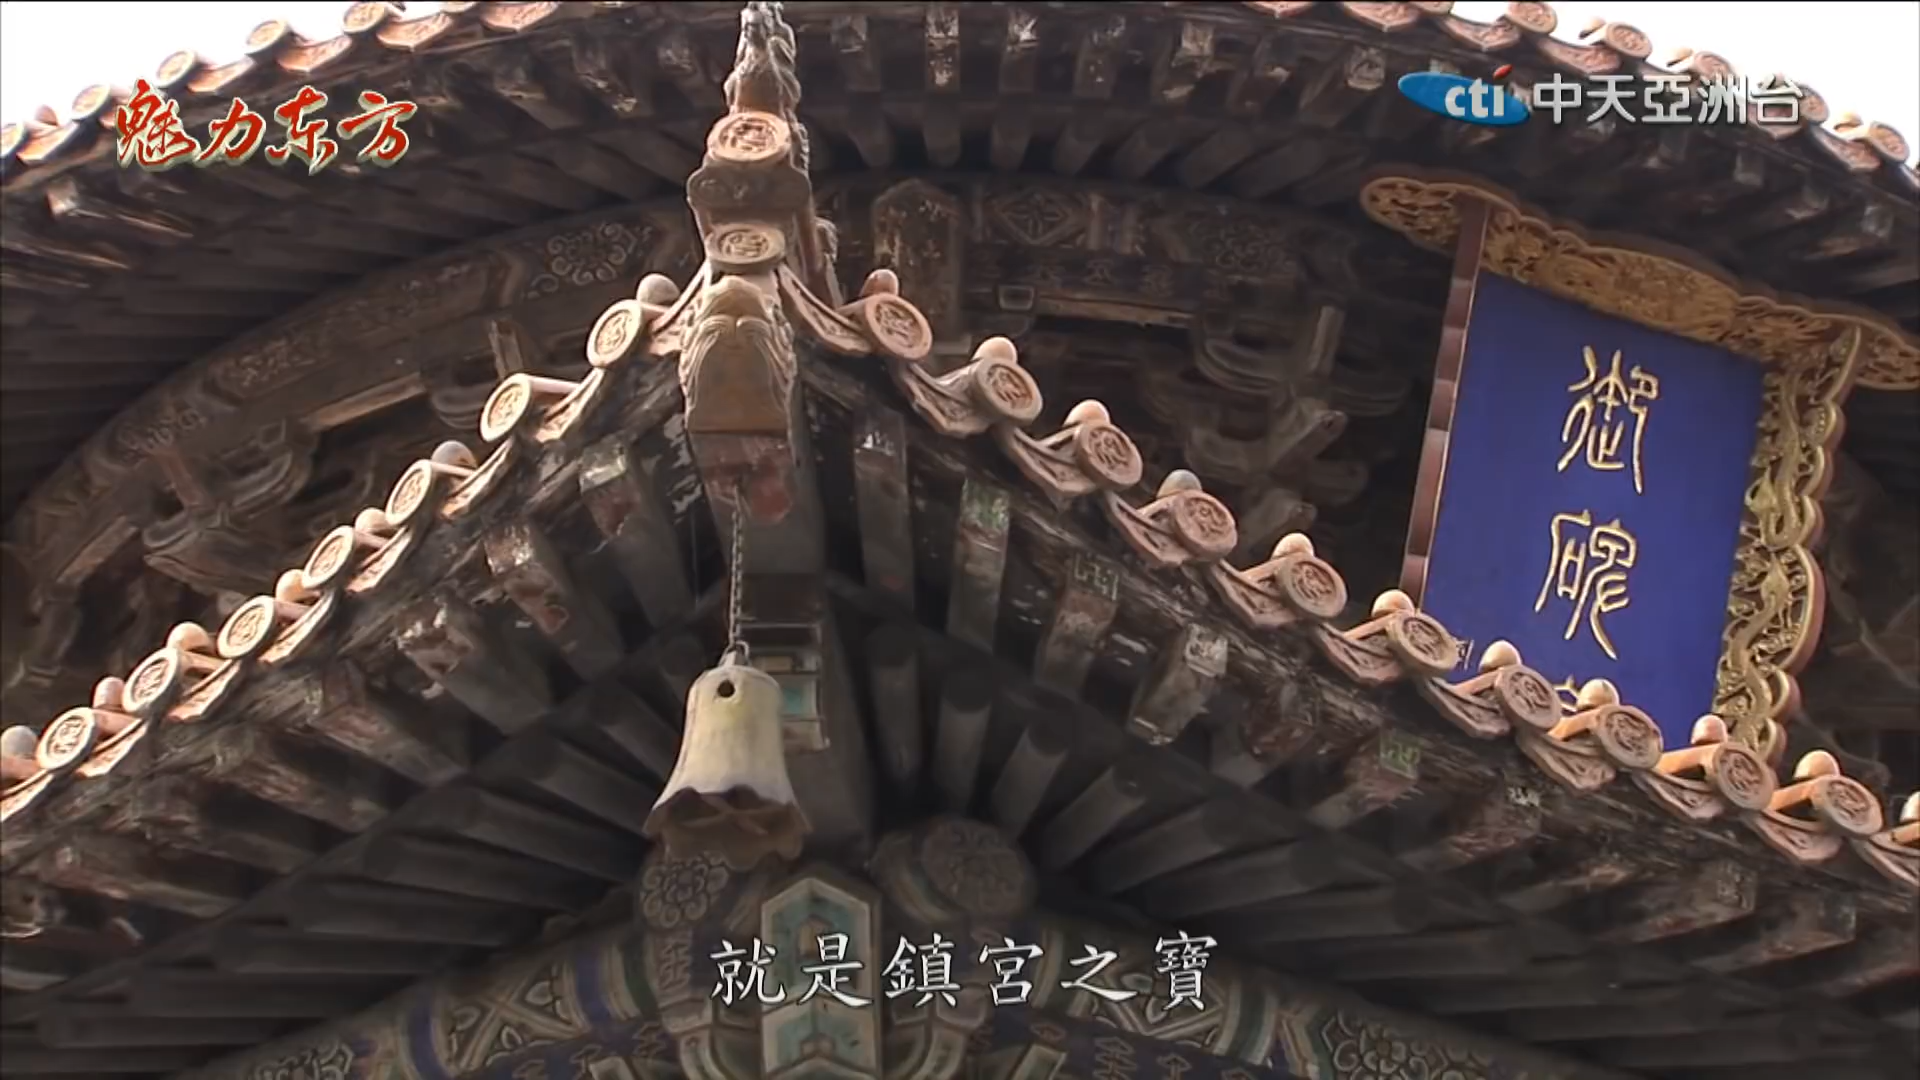 魅力东方
cti 中天亞洲台
御碑
就是鎮宮之寶